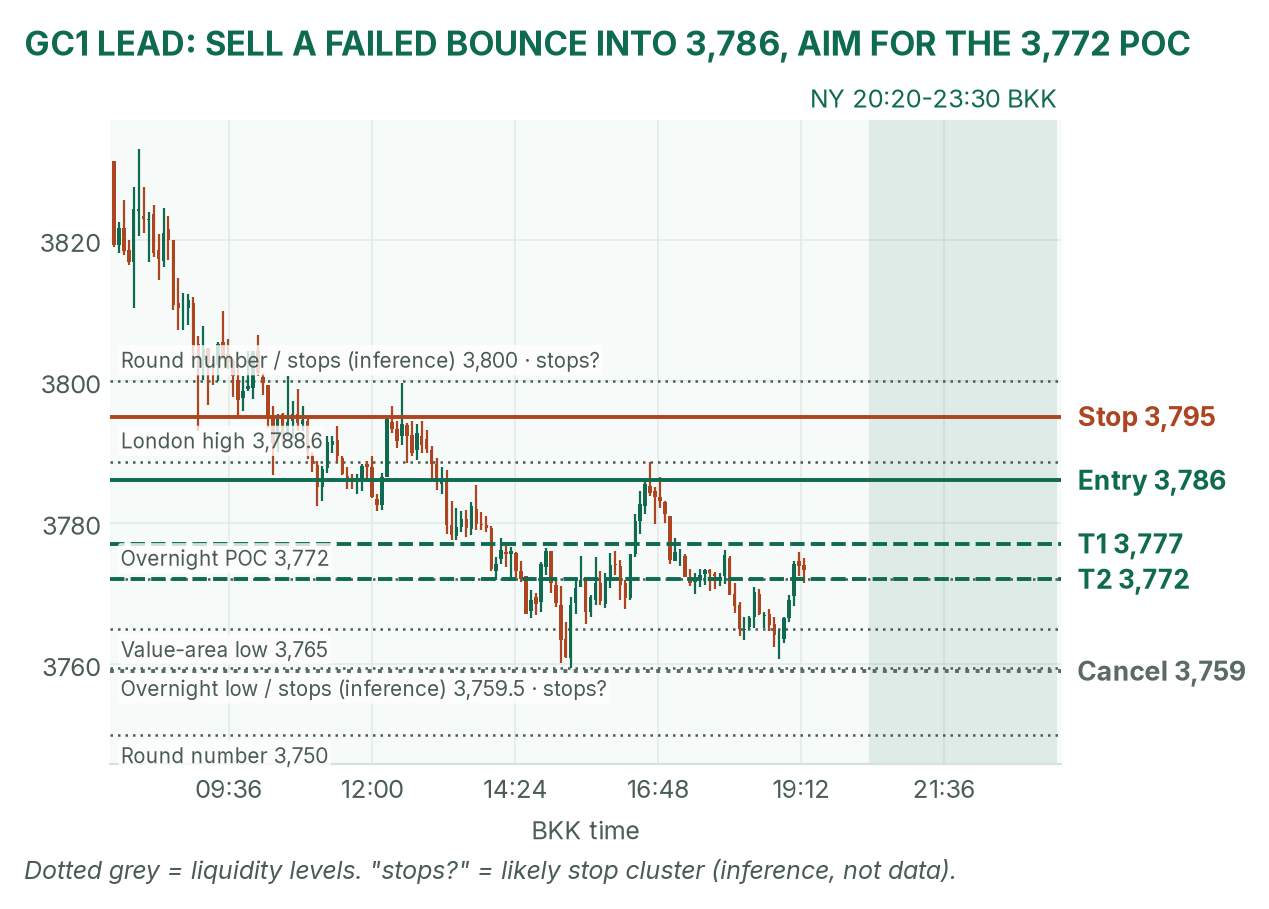 GC1 LEAD: SELL A FAILED BOUNCE INTO 3,786, AIM FOR THE 3,772 POC
NY 20:20-23:30 BKK
3820
Round number / stops (inference) 3,800 · stops?
3800
Stop 3,795
London high 3,788.6
Entry 3,786
3780
T1 3,777
Overnight POC 3,772
T2 3,772
Value-area low 3,765
3760
Cancel 3,759
Overnight low / stops (inference) 3,759.5 · stops?
Round number 3,750
09:36 12:00 14:24 16:48 19:12 21:36
BKK time
Dotted grey = liquidity levels. "stops?" = likely stop cluster (inference, not data).